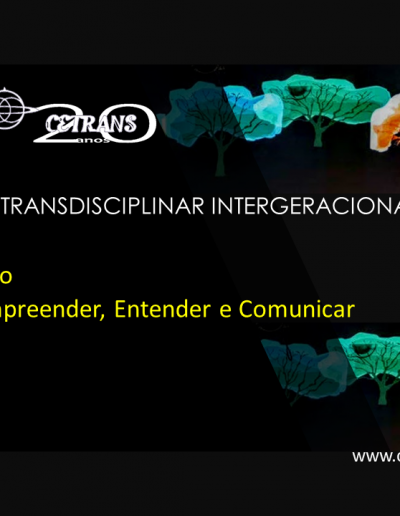 20
CETRANS
anos
TRANSDISCIPLINAR INTERGERACIONA
o
preender, Entender e Comunicar
www.